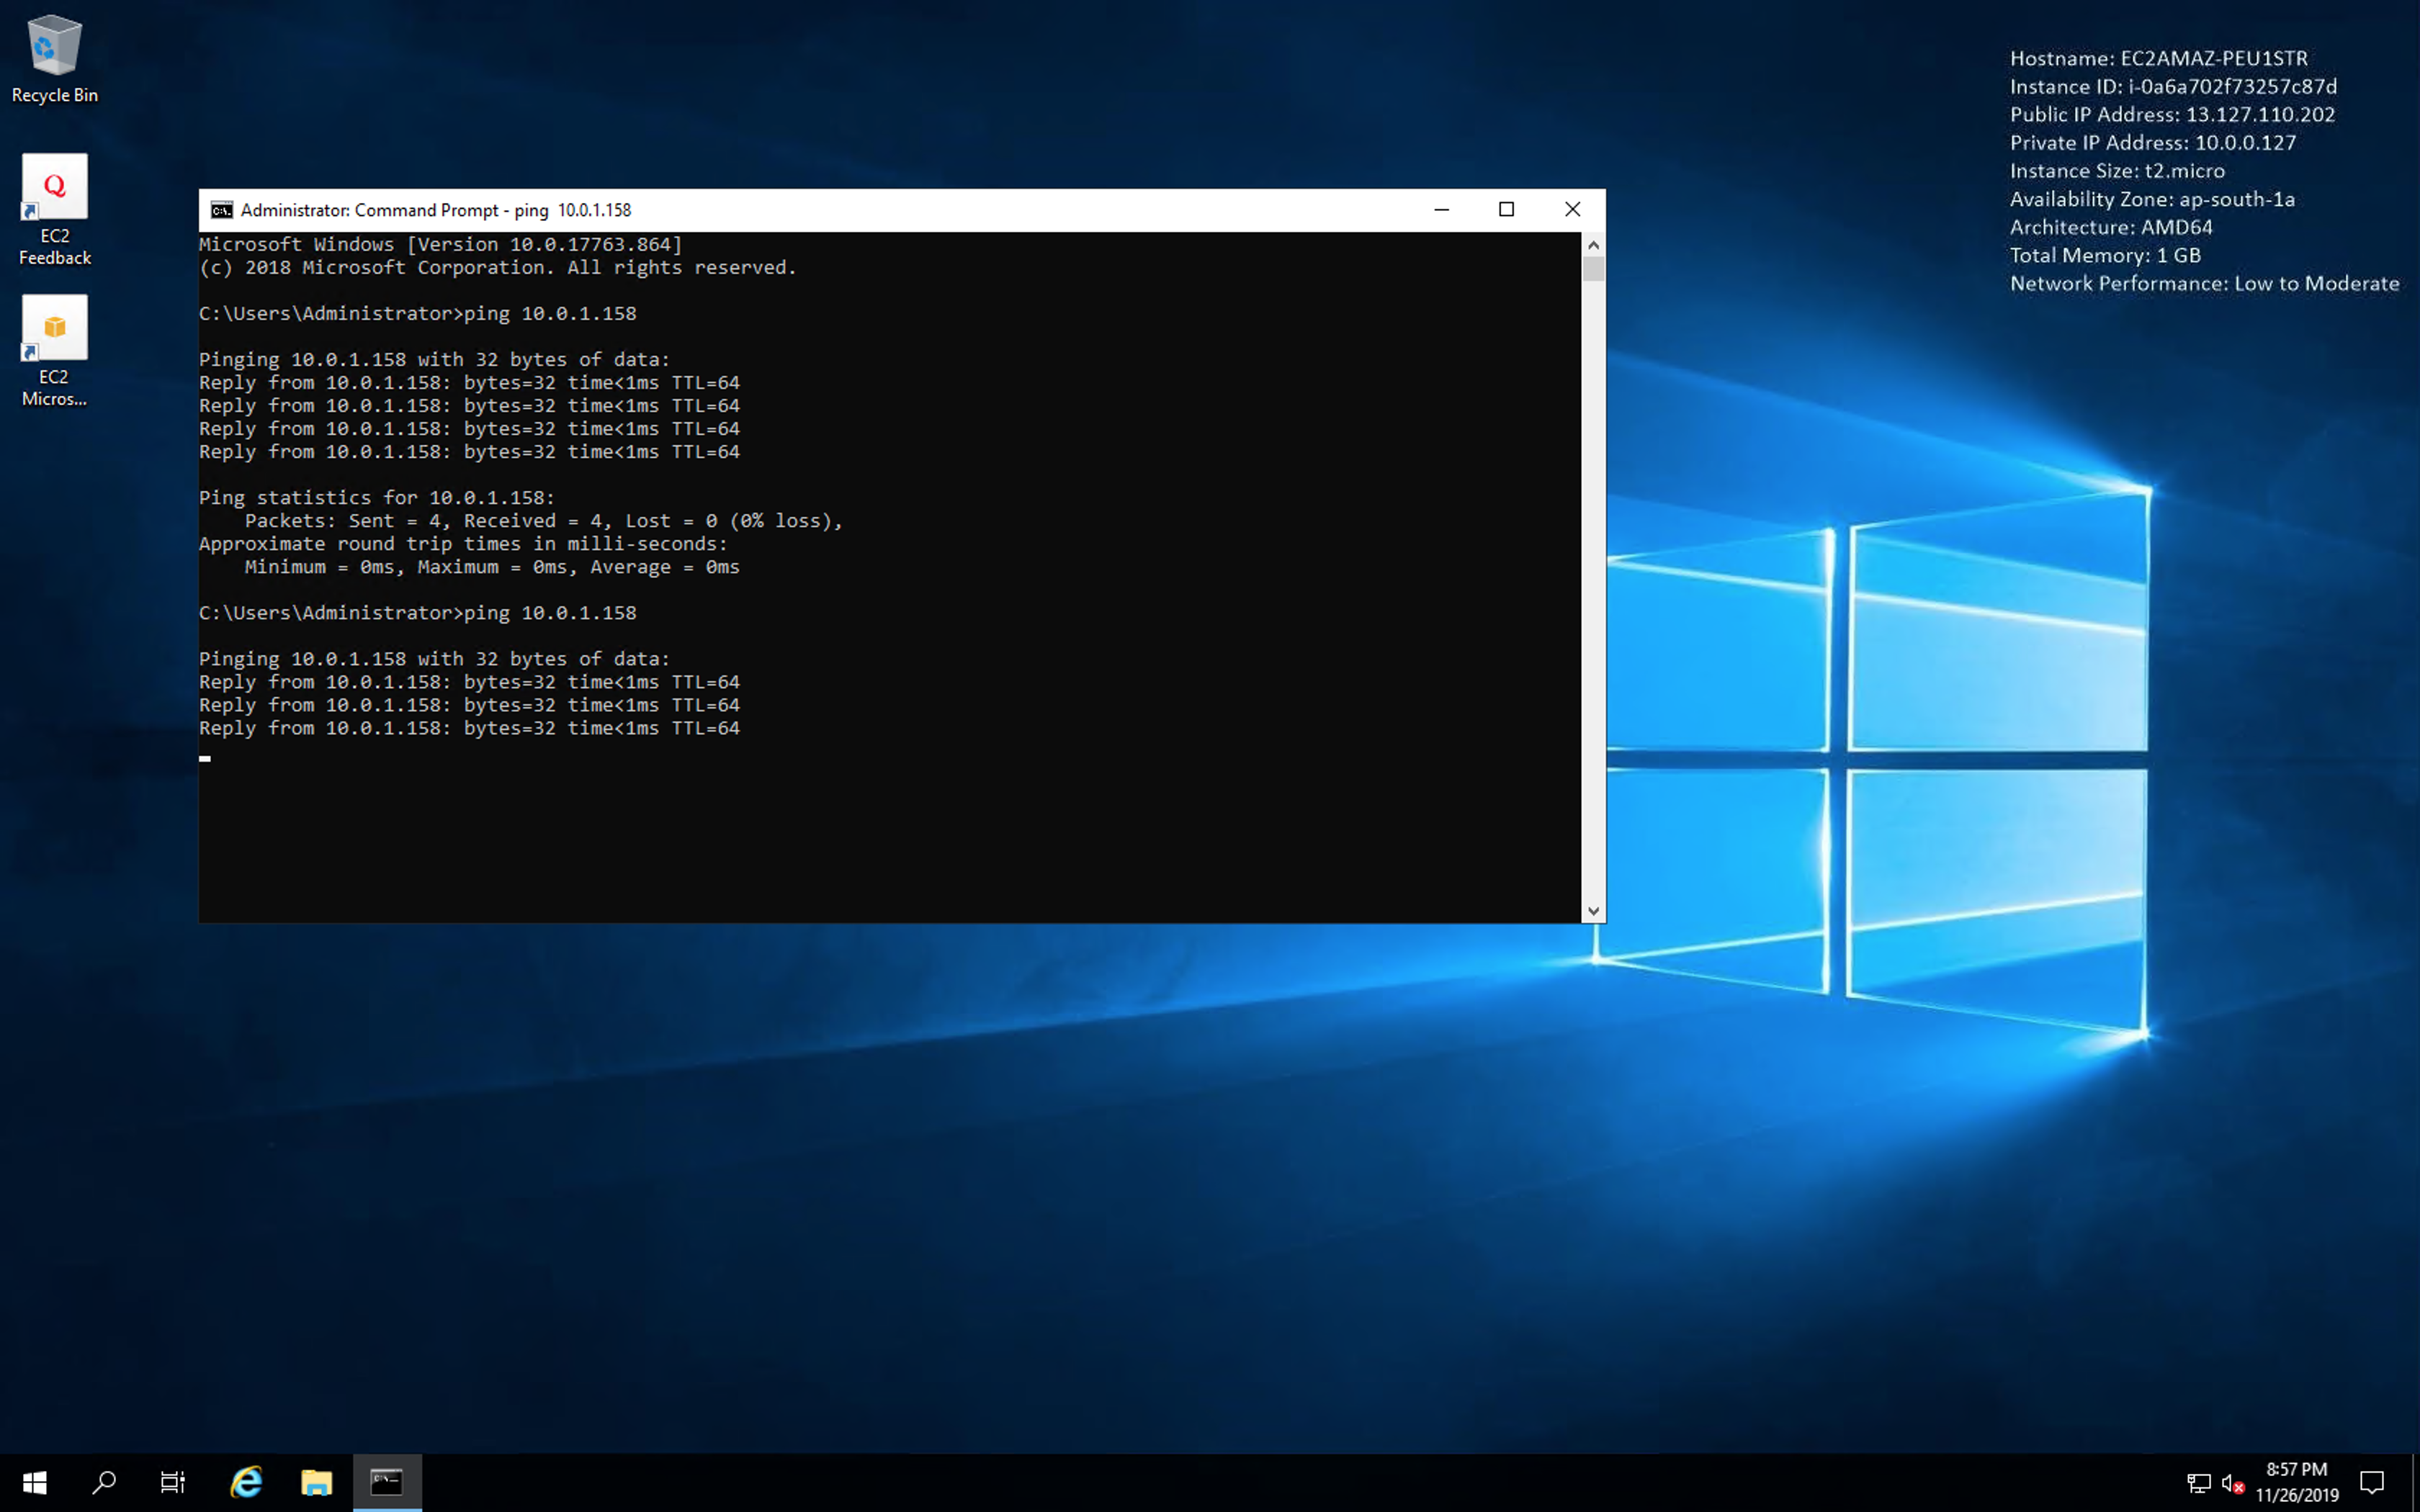 Recycle Bin
EC2
Feedback
EC2
Micros...
Hostname: EC2AMAZ-PEU1STR
Instance ID: i-0a6a702f73257c87d
Public IP Address: 13.127.110.202
Private IP Address: 10.0.0.127
Instance Size: t2.micro
Availability Zone: ap-south-1a
Architecture: AMD64
Total Memory: 1 GB
Network Performance: Low to Moderate
Administrator: Command Prompt - ping  10.0.1.158
Microsoft Windows [Version 10.0.17763.864]
(c) 2018 Microsoft Corporation. All rights reserved.
C:\Users\Administrator>ping 10.0.1.158
Pinging 10.0.1.158 with 32 bytes of data:
Reply from 10.0.1.158: bytes=32 time<1ms TTL=64
Reply from 10.0.1.158: bytes=32 time<1ms TTL=64
Reply from 10.0.1.158: bytes=32 time<1ms TTL=64
Reply from 10.0.1.158: bytes=32 time<1ms TTL=64
Ping statistics for 10.0.1.158:
    Packets: Sent = 4, Received = 4, Lost = 0 (0% loss),
Approximate round trip times in milli-seconds:
    Minimum = 0ms, Maximum = 0ms, Average = 0ms
C:\Users\Administrator>ping 10.0.1.158
Pinging 10.0.1.158 with 32 bytes of data:
Reply from 10.0.1.158: bytes=32 time<1ms TTL=64
Reply from 10.0.1.158: bytes=32 time<1ms TTL=64
Reply from 10.0.1.158: bytes=32 time<1ms TTL=64
8:57 PM
11/26/2019